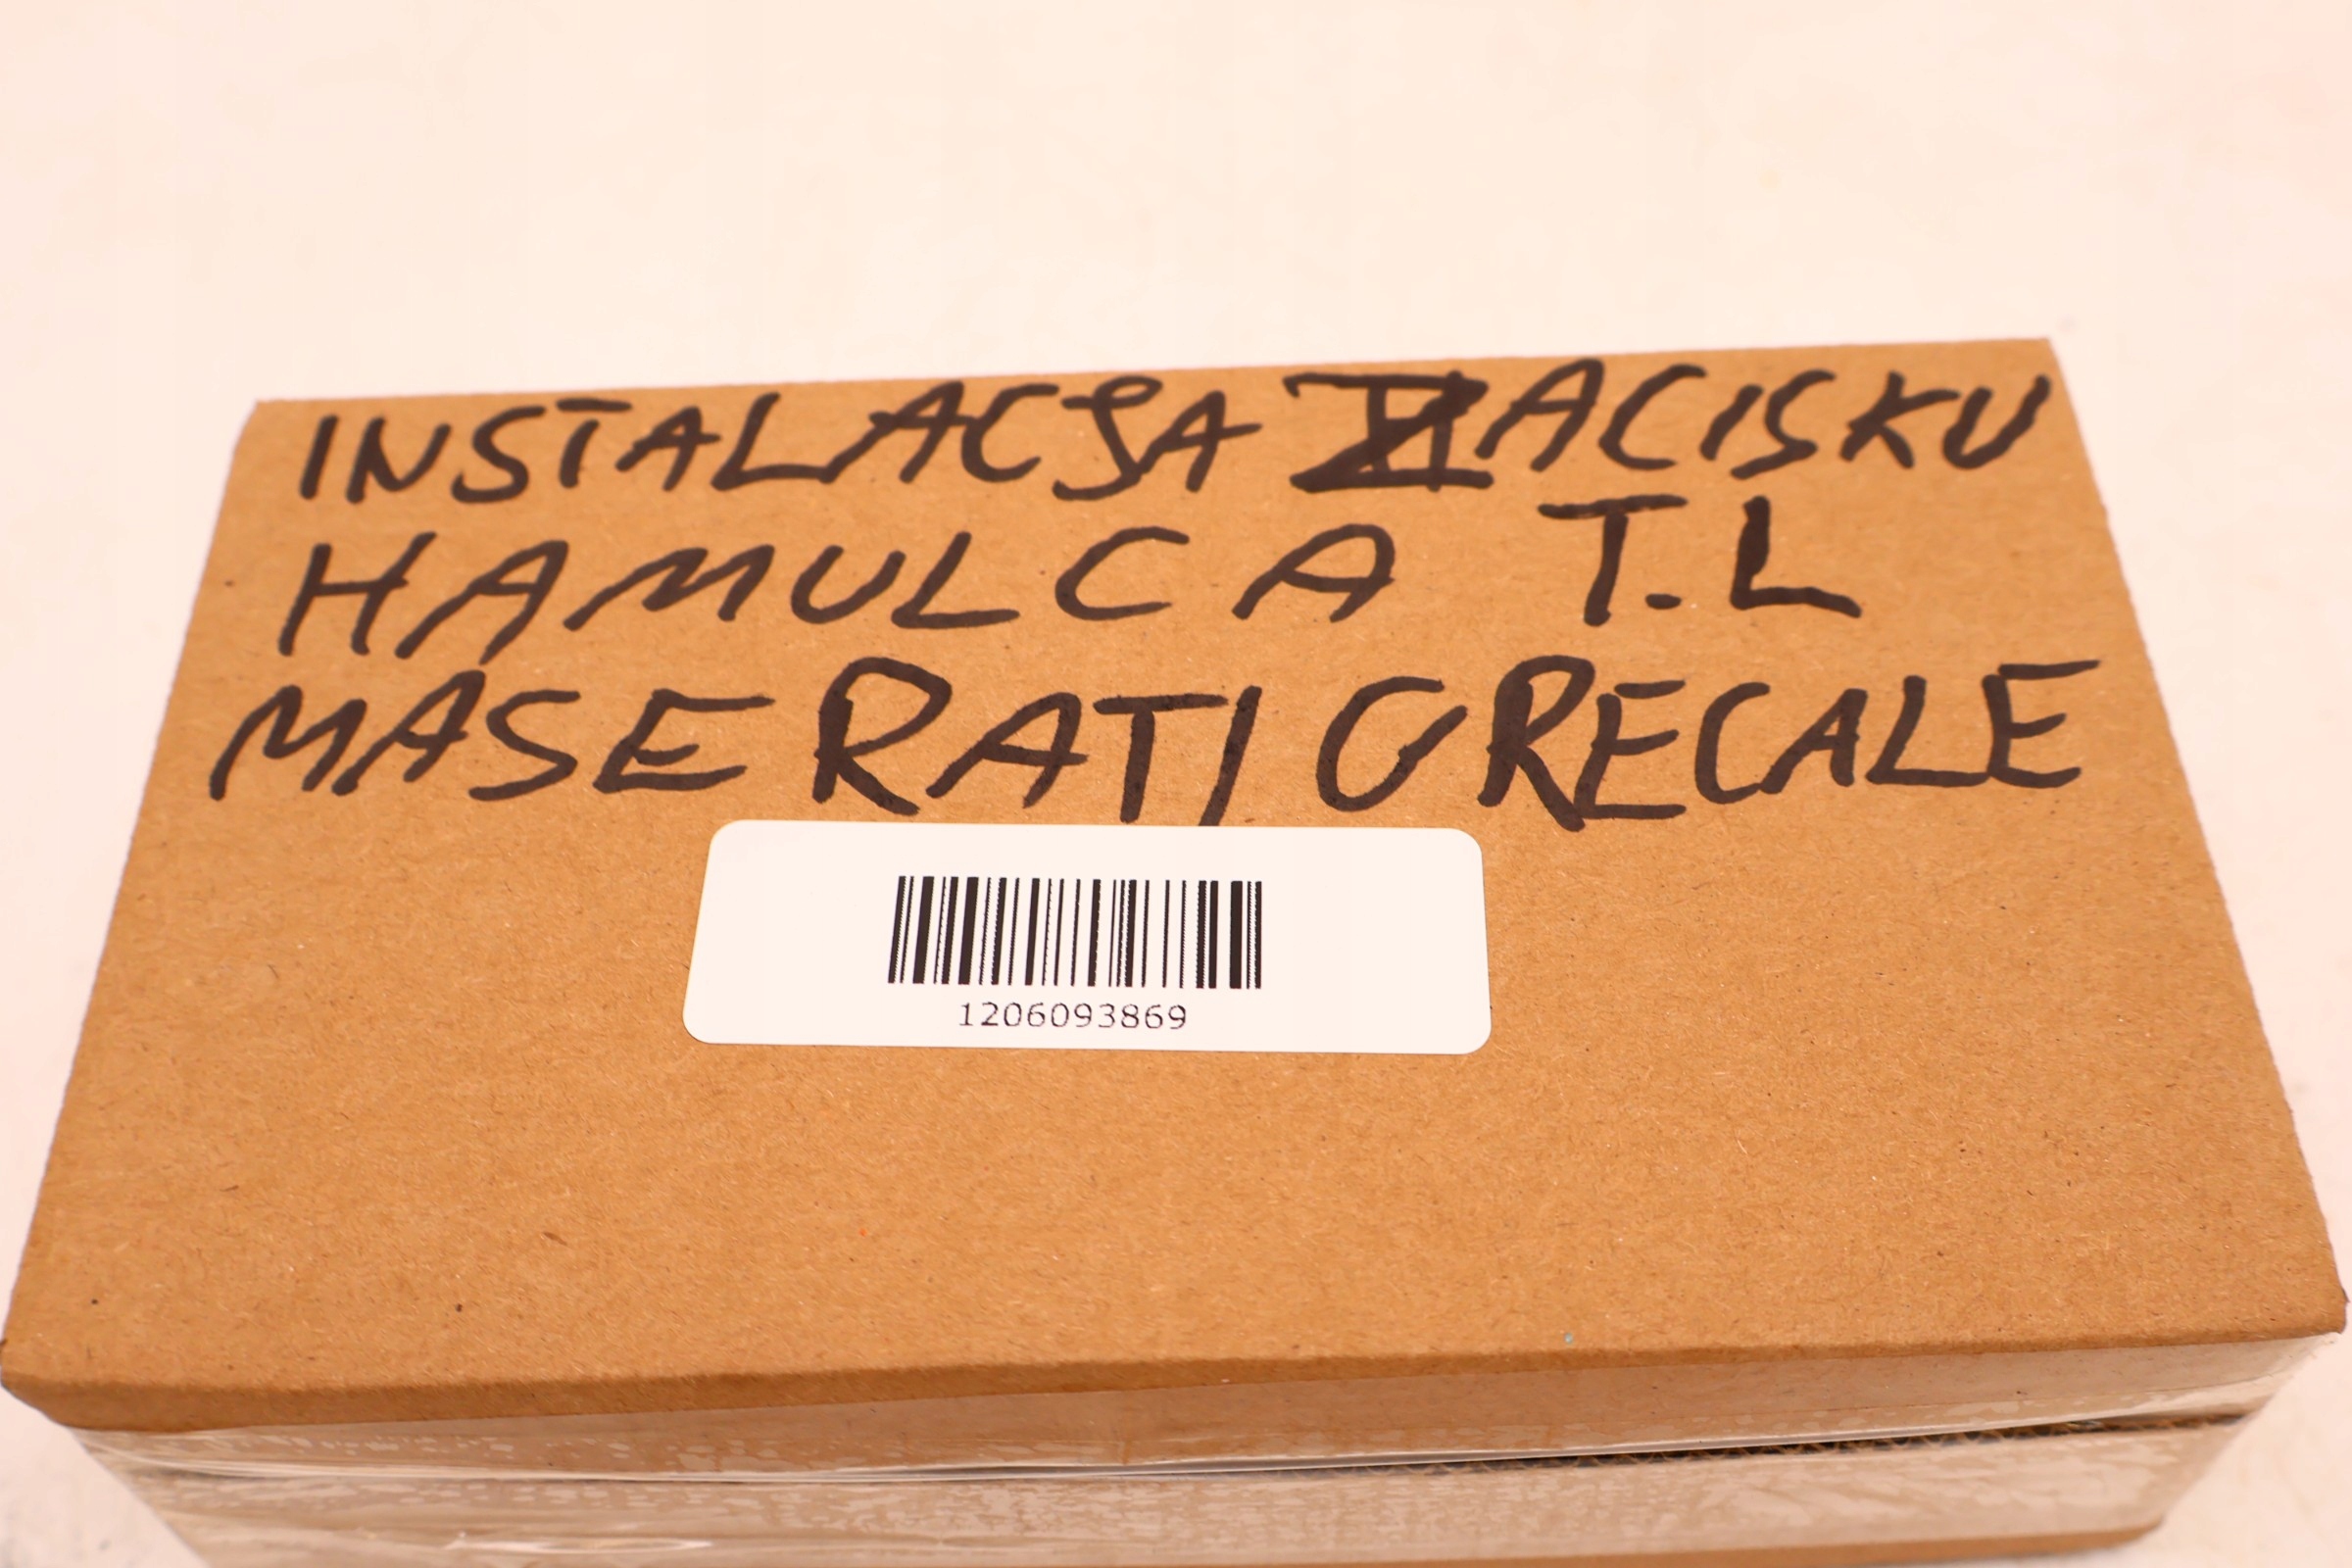 INSTALACJA ZACISKU
HAMULCA T.L
MASERATI GRECALE
1206093869